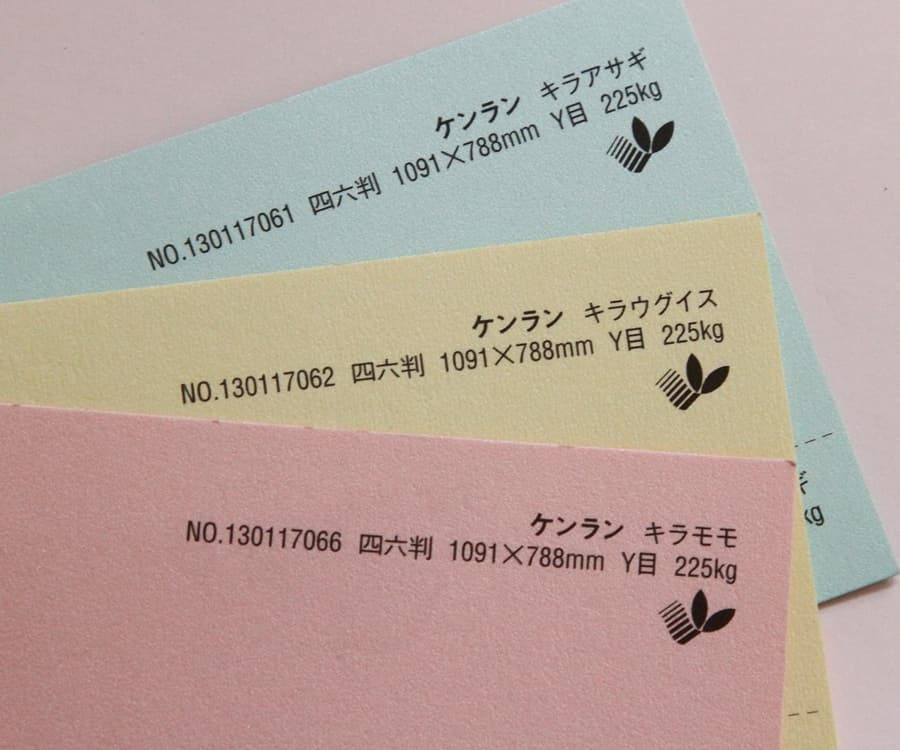 ケンラン キラアサギ
NO.130117061 四六判 1091×788mm Y目 225kg
ケンラン キラウグイス
NO.130117062 四六判 1091×788mm Y目 225kg
ギ
kg
ケンラン キラモモ
NO.130117066 四六判 1091×788mm Y目 225kg